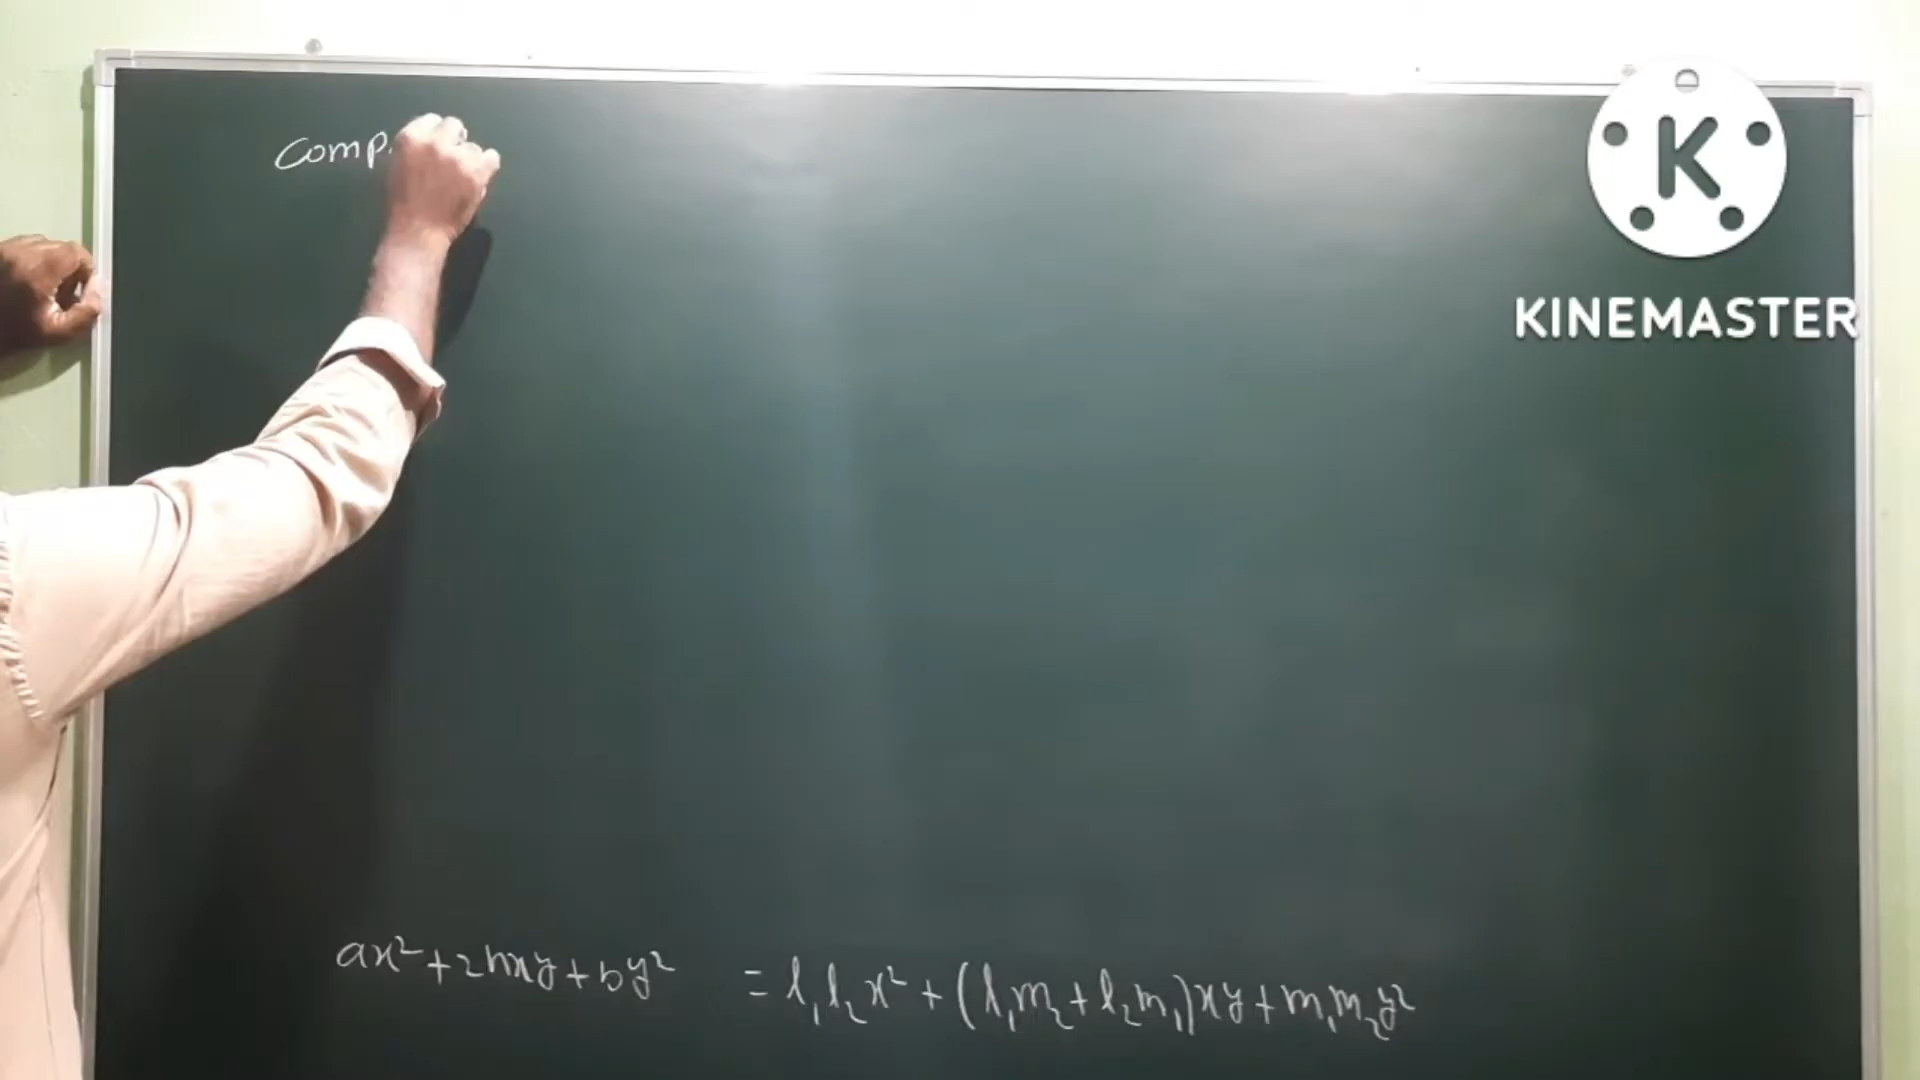 Comp
K
KINEMASTER
ax² + 2hxy + by² = l₁l₂x² + (l₁m₂ + l₂m₁)xy + m₁m₂y²